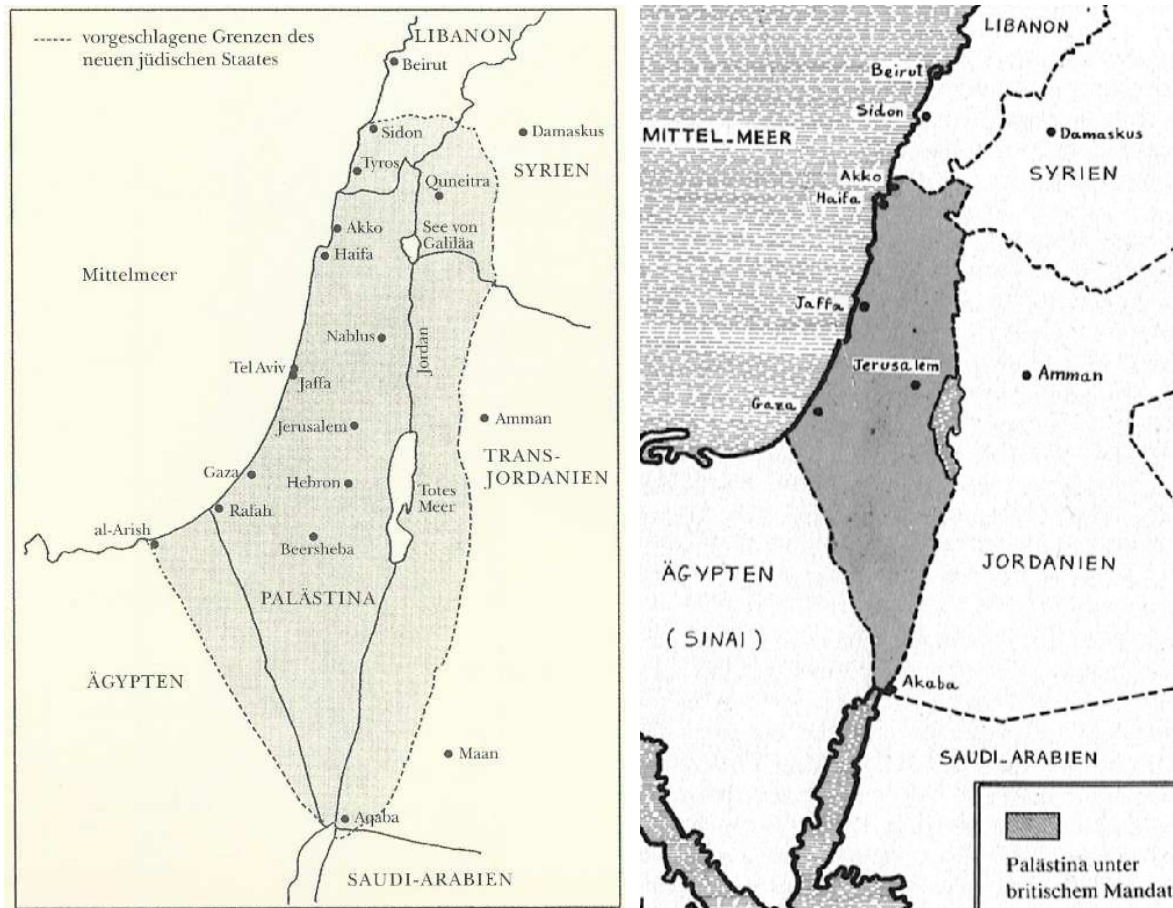 ----- vorgeschlagene Grenzen des
neuen jüdischen Staates
LIBANON
Beirut
Sidon
Damaskus
Tyros
SYRIEN
Quneitra
Akko
See von
Galiläa
Haifa
Mittelmeer
Nablus
Jordan
Tel Aviv
Jaffa
Jerusalem
Amman
TRANS-
JORDANIEN
Gaza
Hebron
Totes
Meer
Rafah
al-Arish
Beersheba
PALÄSTINA
ÄGYPTEN
Maan
Aqaba
SAUDI-ARABIEN
LIBANON
Beirut
Sidon
MITTEL-MEER
Damaskus
SYRIEN
Akko
Haifa
Jaffa
Jerusalem
Amman
Gaza
ÄGYPTEN
(SINAI)
JORDANIEN
Akaba
SAUDI-ARABIEN
Palästina unter
britischem Mandat